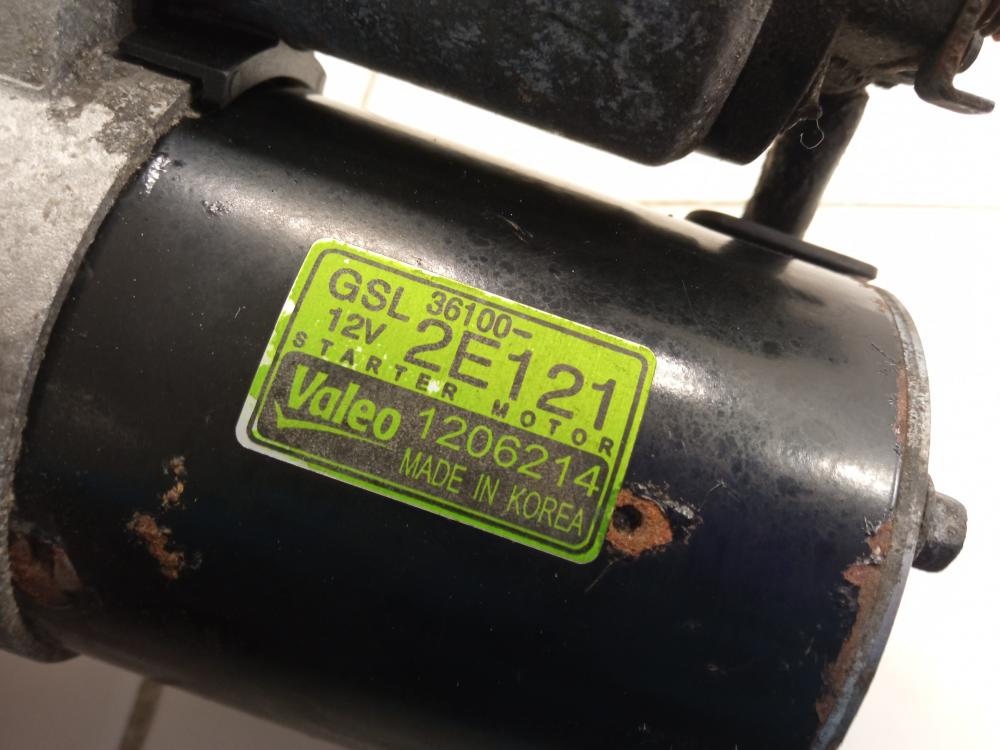 GSL 36100-
12V 2E121
STARTER MOTOR
Valeo 1206214
MADE IN KOREA